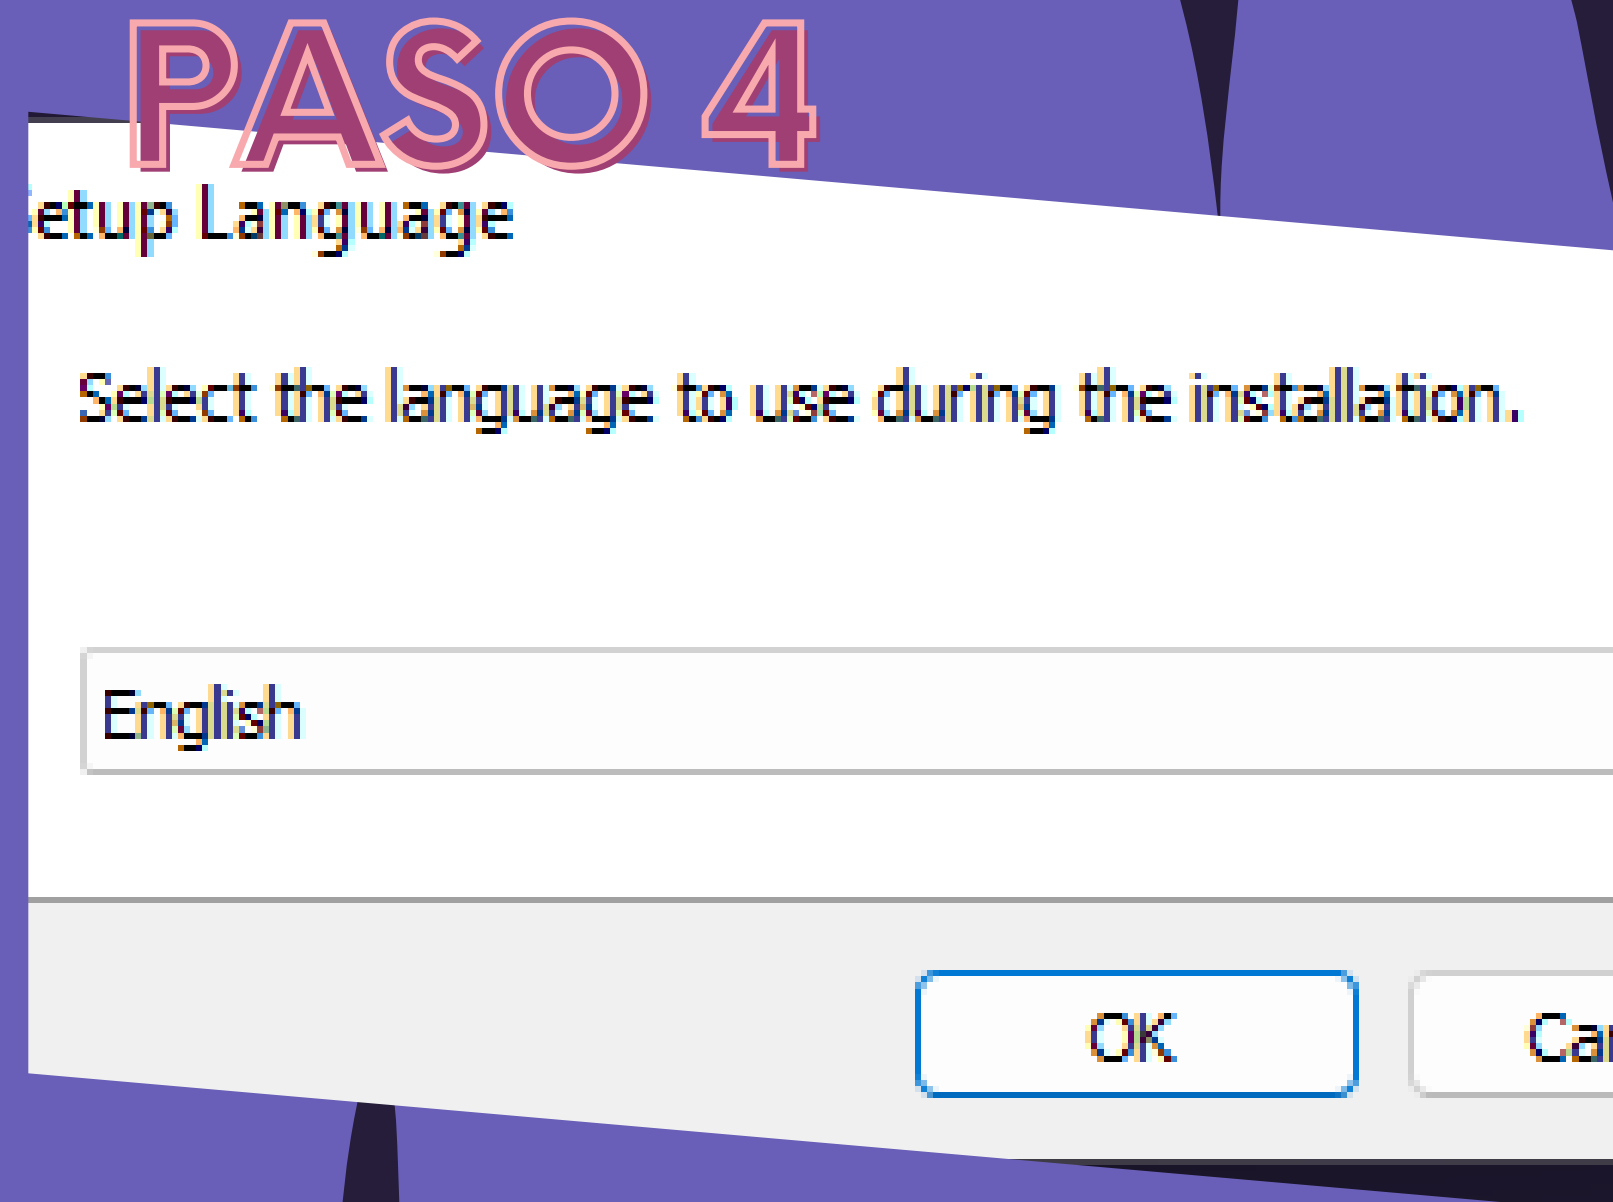 PASO 4
Setup Language
Select the language to use during the installation.
English
OK